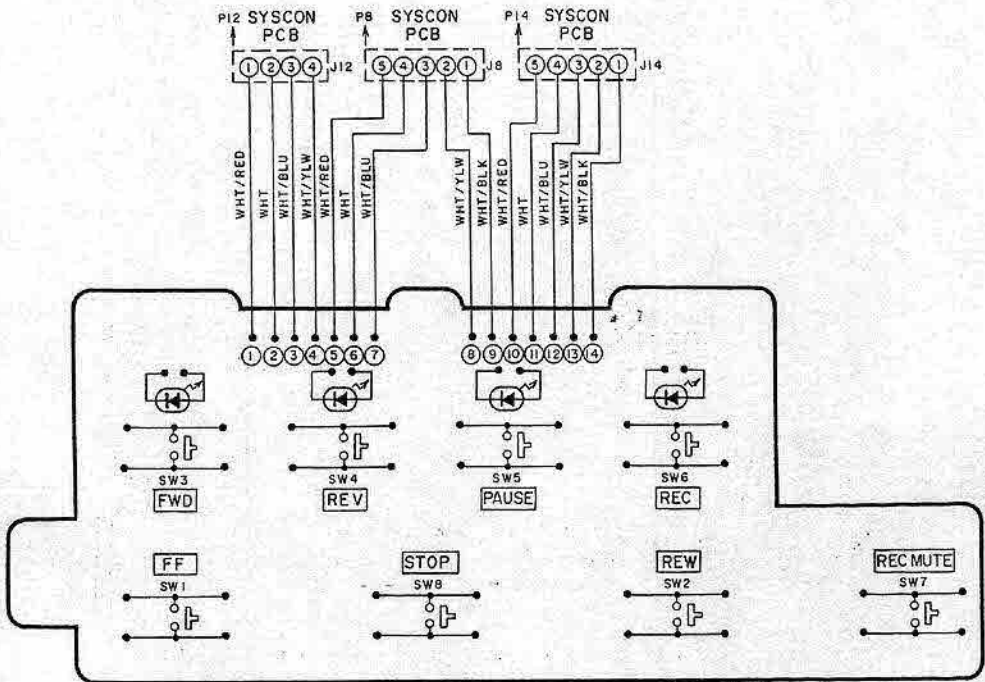 P12 SYSCON PCB
P8 SYSCON PCB
P14 SYSCON PCB
1 2 3 4 J12
5 4 3 2 1 J8
5 4 3 2 1 J14
WHT/RED
WHT
WHT/BLU
WHT/YLW
WHT/RED
WHT
WHT/BLU
WHT/YLW
WHT/BLK
WHT/RED
WHT
WHT/BLU
WHT/YLW
WHT/BLK
1 2 3 4 5 6 7
8 9 10 11 12 13 14
SW3
FWD
SW4
REV
SW5
PAUSE
SW6
REC
FF
SW1
STOP
SW8
REW
SW2
REC MUTE
SW7